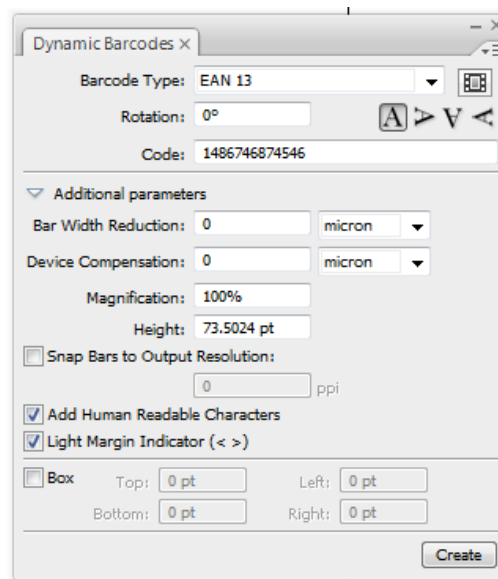 Dynamic Barcodes ×
Barcode Type: EAN 13
Rotation: 0° A A A A
Code: 1486746874546
Additional parameters
Bar Width Reduction: 0 micron
Device Compensation: 0 micron
Magnification: 100%
Height: 73.5024 pt
Snap Bars to Output Resolution:
0 ppi
Add Human Readable Characters
Light Margin Indicator (< >)
Box Top: 0 pt Left: 0 pt
Bottom: 0 pt Right: 0 pt
Create